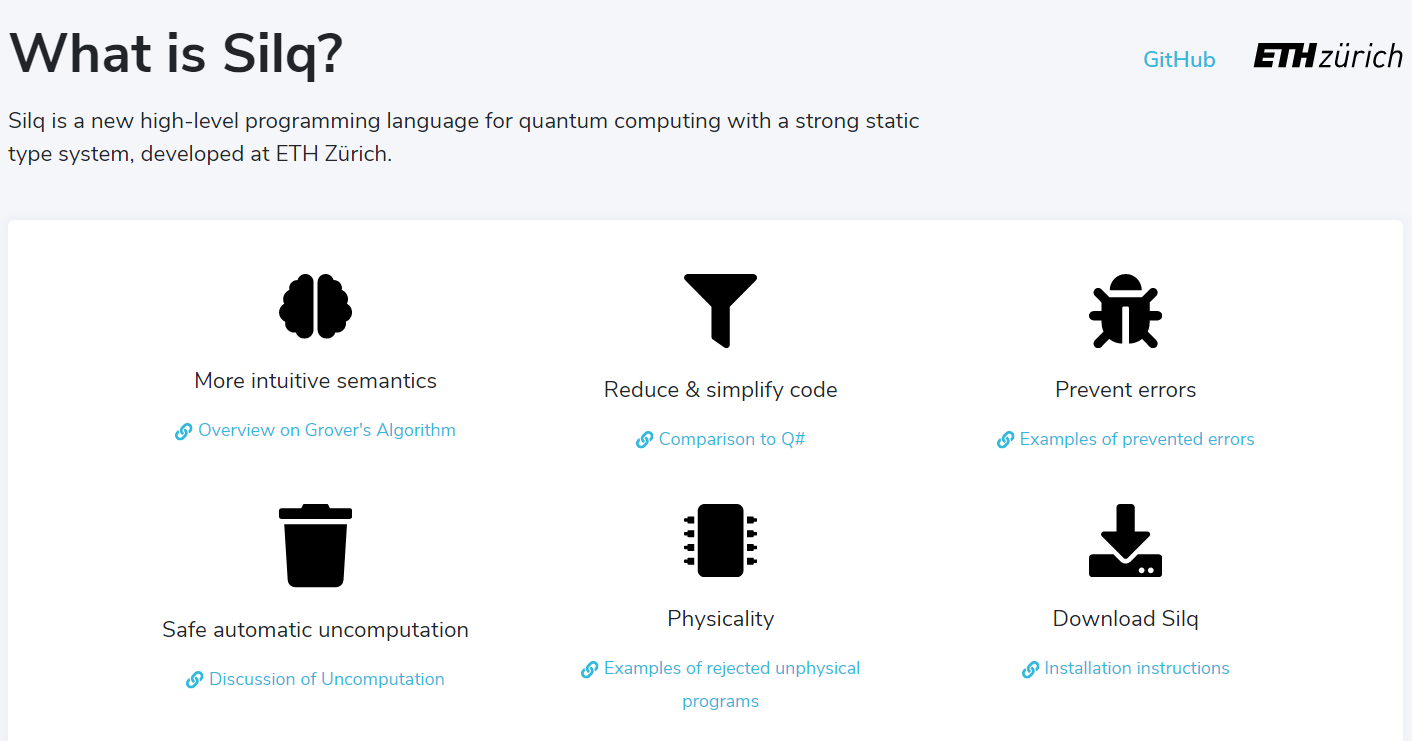 What is Silq?
GitHub
ETH zürich
Silq is a new high-level programming language for quantum computing with a strong static
type system, developed at ETH Zürich.
More intuitive semantics
Overview on Grover's Algorithm
Reduce & simplify code
Comparison to Q#
Prevent errors
Examples of prevented errors
Safe automatic uncomputation
Discussion of Uncomputation
Physicality
Examples of rejected unphysical
programs
Download Silq
Installation instructions